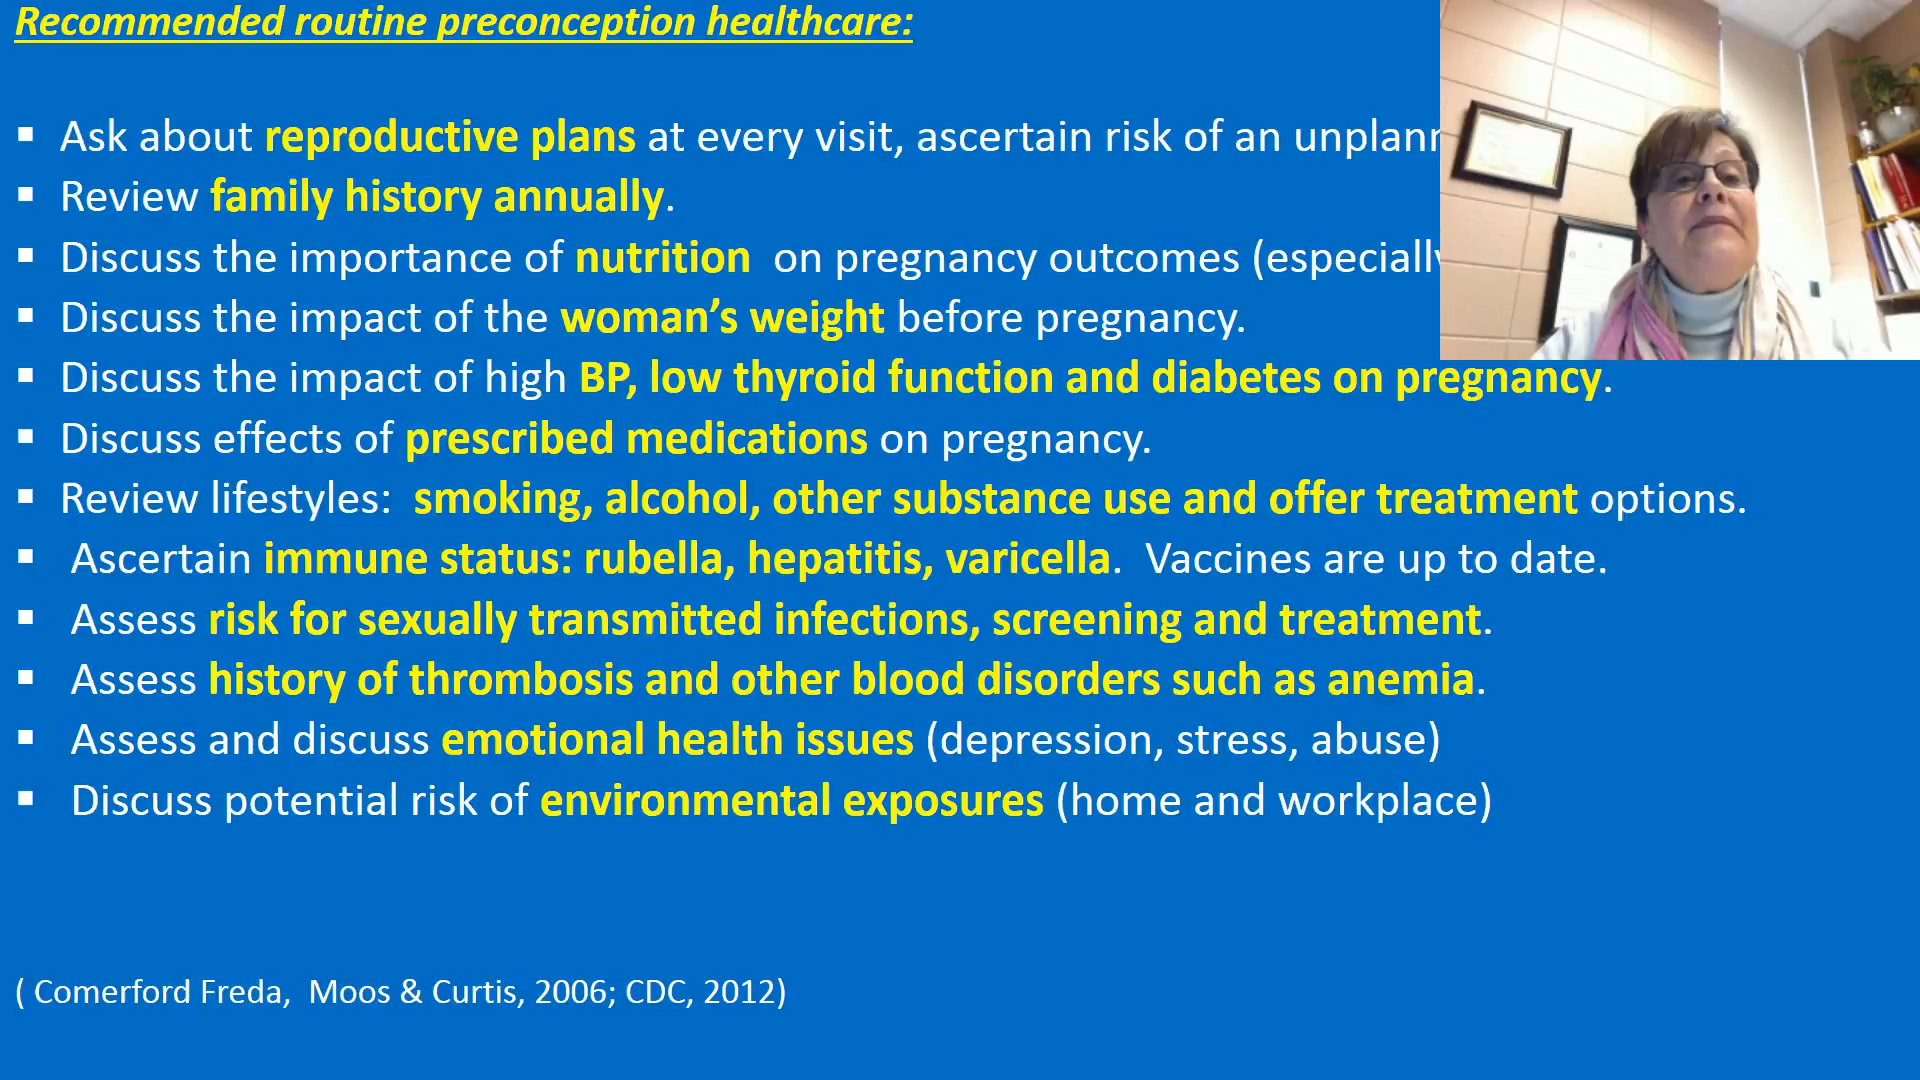 Recommended routine preconception healthcare:
▪ Ask about reproductive plans at every visit, ascertain risk of an
▪ Review family history annually.
▪ Discuss the importance of nutrition on pregnancy outcomes (especially
▪ Discuss the impact of the woman’s weight before pregnancy.
▪ Discuss the impact of high BP, low thyroid function and diabetes on pregnancy.
▪ Discuss effects of prescribed medications on pregnancy.
▪ Review lifestyles: smoking, alcohol, other substance use and offer treatment options.
▪ Ascertain immune status: rubella, hepatitis, varicella. Vaccines are up to date.
▪ Assess risk for sexually transmitted infections, screening and treatment.
▪ Assess history of thrombosis and other blood disorders such as anemia.
▪ Assess and discuss emotional health issues (depression, stress, abuse)
▪ Discuss potential risk of environmental exposures (home and workplace)
( Comerford Freda, Moos & Curtis, 2006; CDC, 2012)